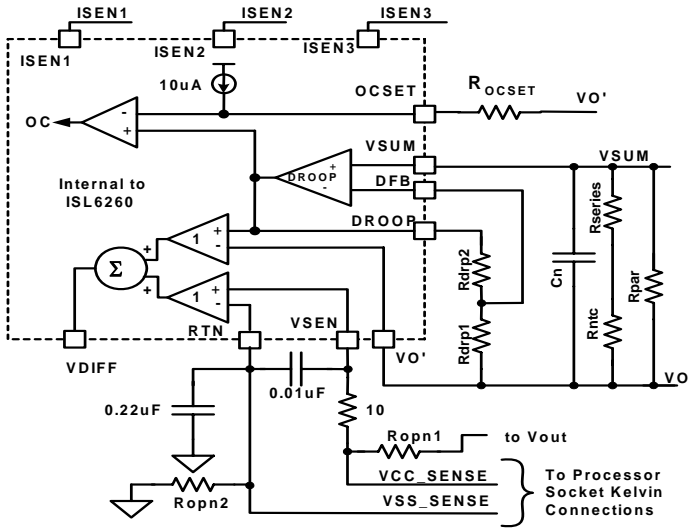 ISEN1 ISEN2 ISEN3
ISEN1
ISEN2
ISEN3
10uA
OCSET
R OCSET
VO'
OC
-
+
VSUM
VSUM
DROOP
+
-
DFB
Internal to
ISL6260
DROOP
Rseries
Cn
Rpar
Rdrp2
Rntc
Rdrp1
1
+
-
+
Σ
+
1
+
-
RTN
VSEN
VDIFF
VO'
VO'
0.01uF
0.22uF
10
Ropn1
to Vout
Ropn2
VCC_SENSE
VSS_SENSE
To Processor
Socket Kelvin
Connections